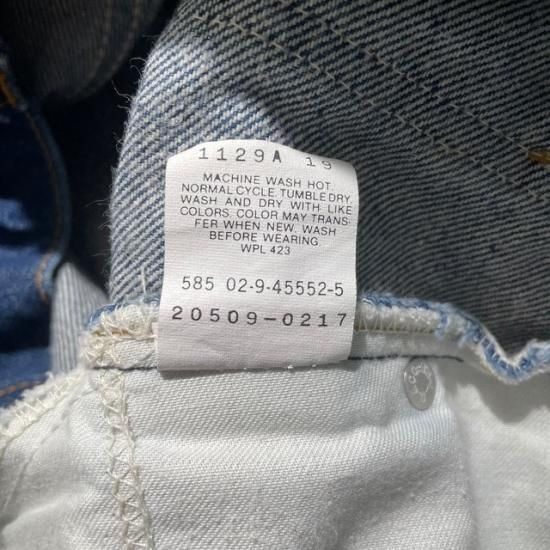 1129A 19
MACHINE WASH HOT.
NORMAL CYCLE. TUMBLE DRY.
WASH AND DRY WITH LIKE
COLORS. COLOR MAY TRANS-
FER WHEN NEW. WASH
BEFORE WEARING.
WPL 423
585 02-9-45552-5
20509-0217